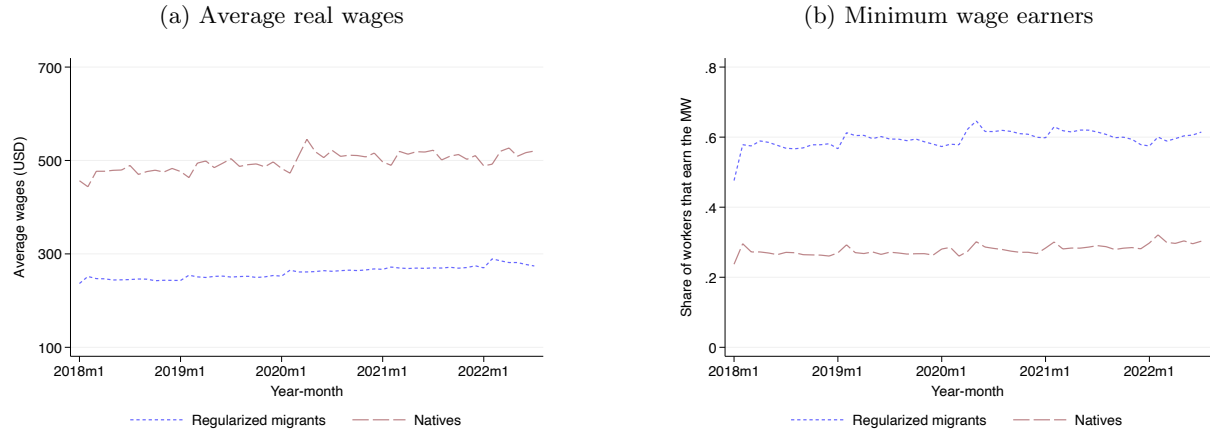 (a) Average real wages
Average wages (USD)
700
500
300
100
2018m1 2019m1 2020m1 2021m1 2022m1
Year-month
Regularized migrants Natives
(b) Minimum wage earners
Share of workers that earn the MW
.8
.6
.4
.2
0
2018m1 2019m1 2020m1 2021m1 2022m1
Year-month
Regularized migrants Natives